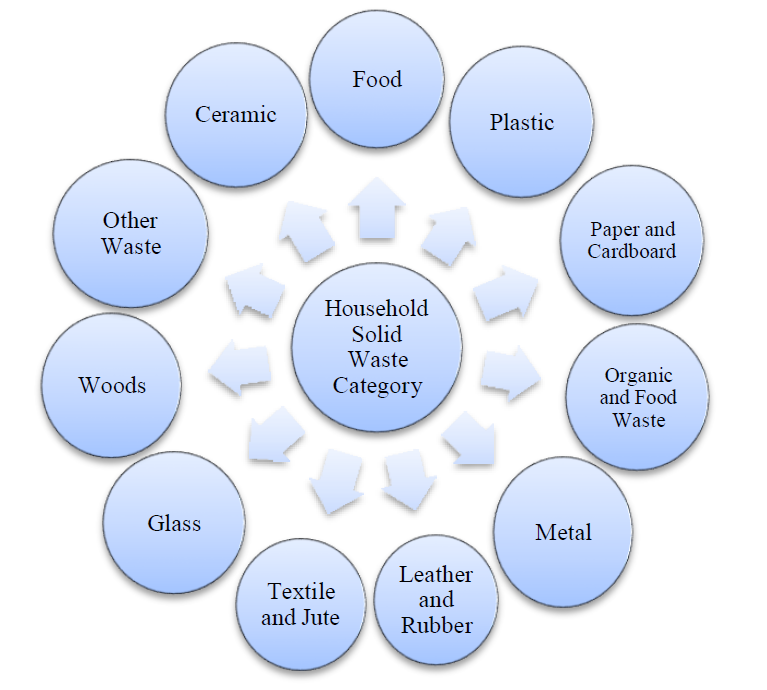 Food
Plastic
Paper and
Cardboard
Organic
and Food
Waste
Metal
Leather
and
Rubber
Textile
and Jute
Glass
Woods
Other
Waste
Ceramic
Household
Solid
Waste
Category